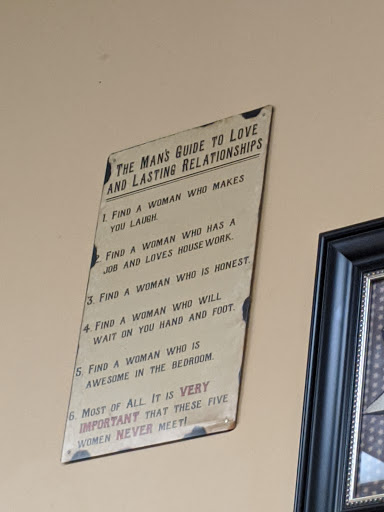 The Man's Guide to Love
and Lasting Relationships
1. Find a woman who makes
you laugh.
2. Find a woman who has a
job and loves housework.
3. Find a woman who is honest.
4. Find a woman who will
wait on you hand and foot.
5. Find a woman who is
awesome in the bedroom.
6. Most of all. It is VERY
IMPORTANT that these five
women NEVER meet!